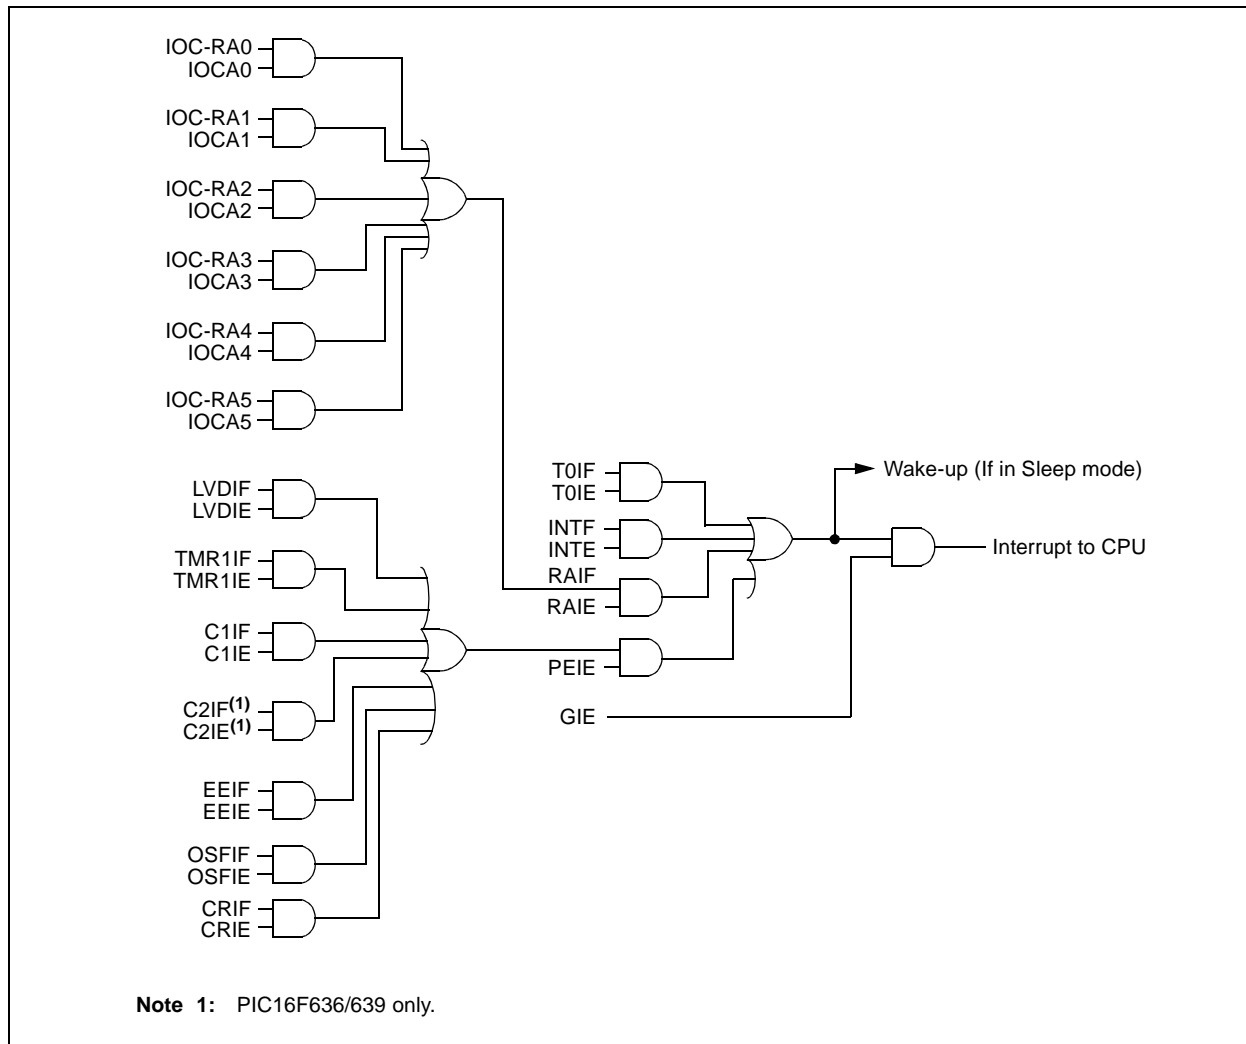 IOC-RA0
IOCA0
IOC-RA1
IOCA1
IOC-RA2
IOCA2
IOC-RA3
IOCA3
IOC-RA4
IOCA4
IOC-RA5
IOCA5
LVDIF
LVDIE
TMR1IF
TMR1IE
C1IF
C1IE
C2IF(1)
C2IE(1)
EEIF
EEIE
OSFIF
OSFIE
CRIF
CRIE
T0IF
T0IE
INTF
INTE
RAIF
RAIE
PEIE
GIE
Wake-up (If in Sleep mode)
Interrupt to CPU
Note 1: PIC16F636/639 only.